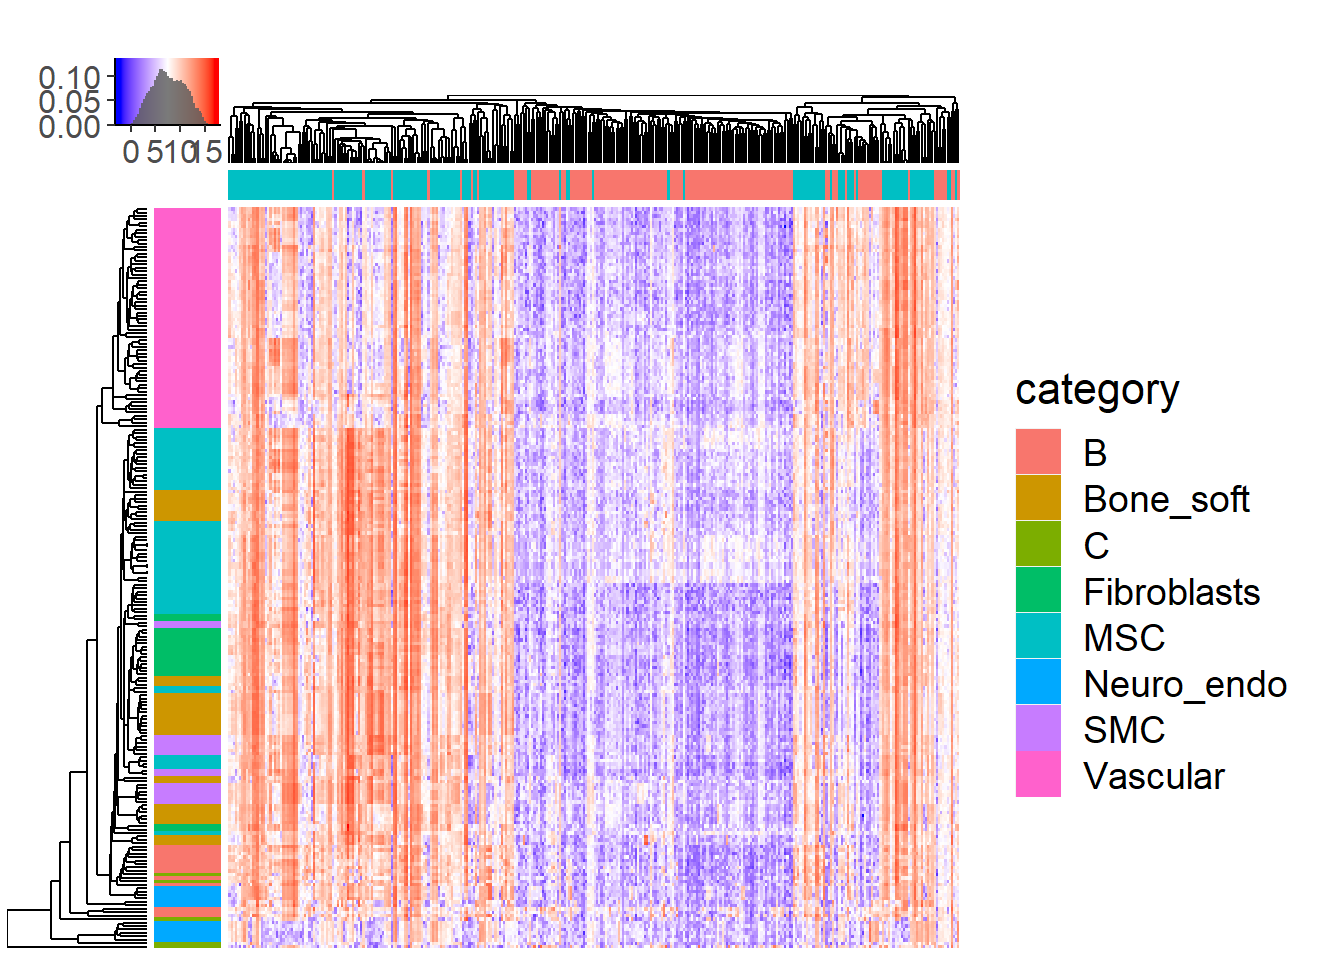 0.10
0.05
0.00
0 5 10 15
category
B
Bone_soft
C
Fibroblasts
MSC
Neuro_endo
SMC
Vascular